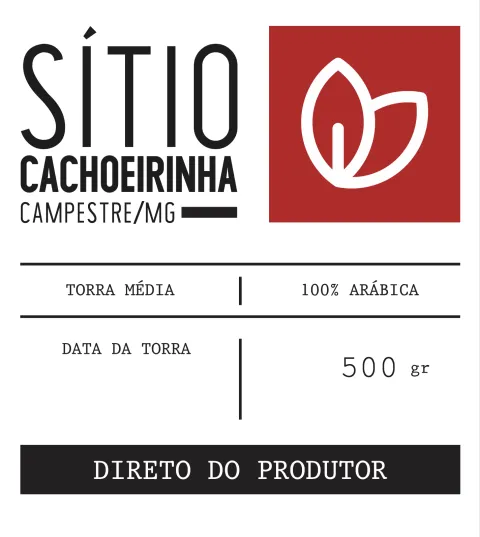 SÍTIO
CACHOEIRINHA
CAMPESTRE/MG
TORRA MÉDIA
100% ARÁBICA
DATA DA TORRA
500 gr
DIRETO DO PRODUTOR